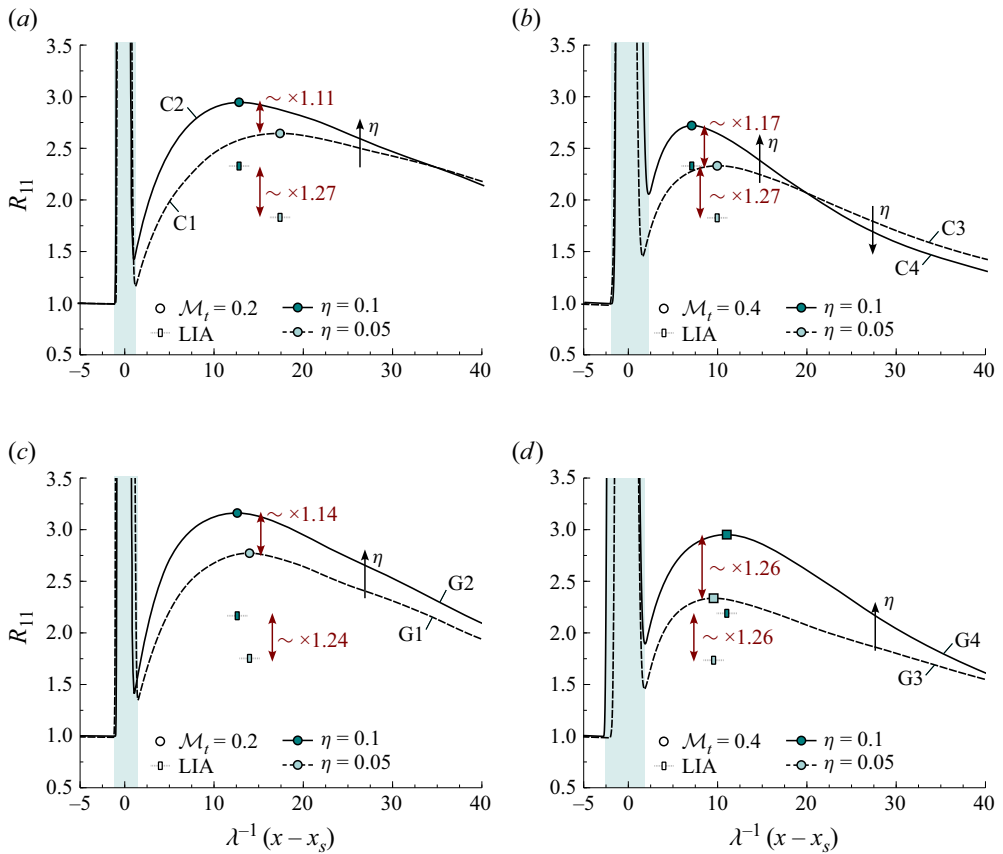 (a)
R₁₁
3.5
3.0
2.5
2.0
1.5
1.0
0.5
C2
C1
∼ ×1.11
∼ ×1.27
η
ℳₜ = 0.2
η = 0.1
LIA
η = 0.05
−5 0 10 20 30 40
(b)
3.5
3.0
2.5
2.0
1.5
1.0
0.5
∼ ×1.17
∼ ×1.27
η
η
C3
C4
ℳₜ = 0.4
η = 0.1
LIA
η = 0.05
−5 0 10 20 30 40
(c)
R₁₁
3.5
3.0
2.5
2.0
1.5
1.0
0.5
∼ ×1.14
∼ ×1.24
η
G2
G1
ℳₜ = 0.2
η = 0.1
LIA
η = 0.05
−5 0 10 20 30 40
λ⁻¹ (x − xₛ)
(d)
3.5
3.0
2.5
2.0
1.5
1.0
0.5
∼ ×1.26
∼ ×1.26
η
G4
G3
ℳₜ = 0.4
η = 0.1
LIA
η = 0.05
−5 0 10 20 30 40
λ⁻¹ (x − xₛ)